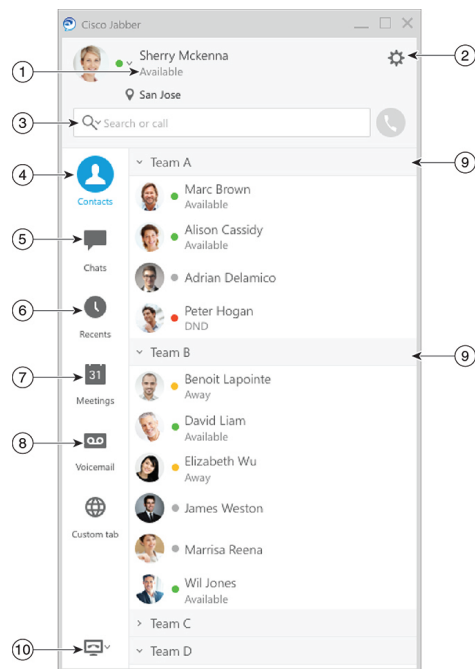 Cisco Jabber
Sherry Mckenna
1
Available
2
San Jose
3
Search or call
4
Contacts
Team A
9
Marc Brown
Available
5
Chats
Alison Cassidy
Available
Adrian Delamico
6
Recents
Peter Hogan
DND
Team B
9
7
31
Meetings
Benoit Lapointe
Away
David Liam
Available
8
Voicemail
Elizabeth Wu
Away
James Weston
Custom tab
Marrisa Reena
Wil Jones
Available
Team C
10
Team D